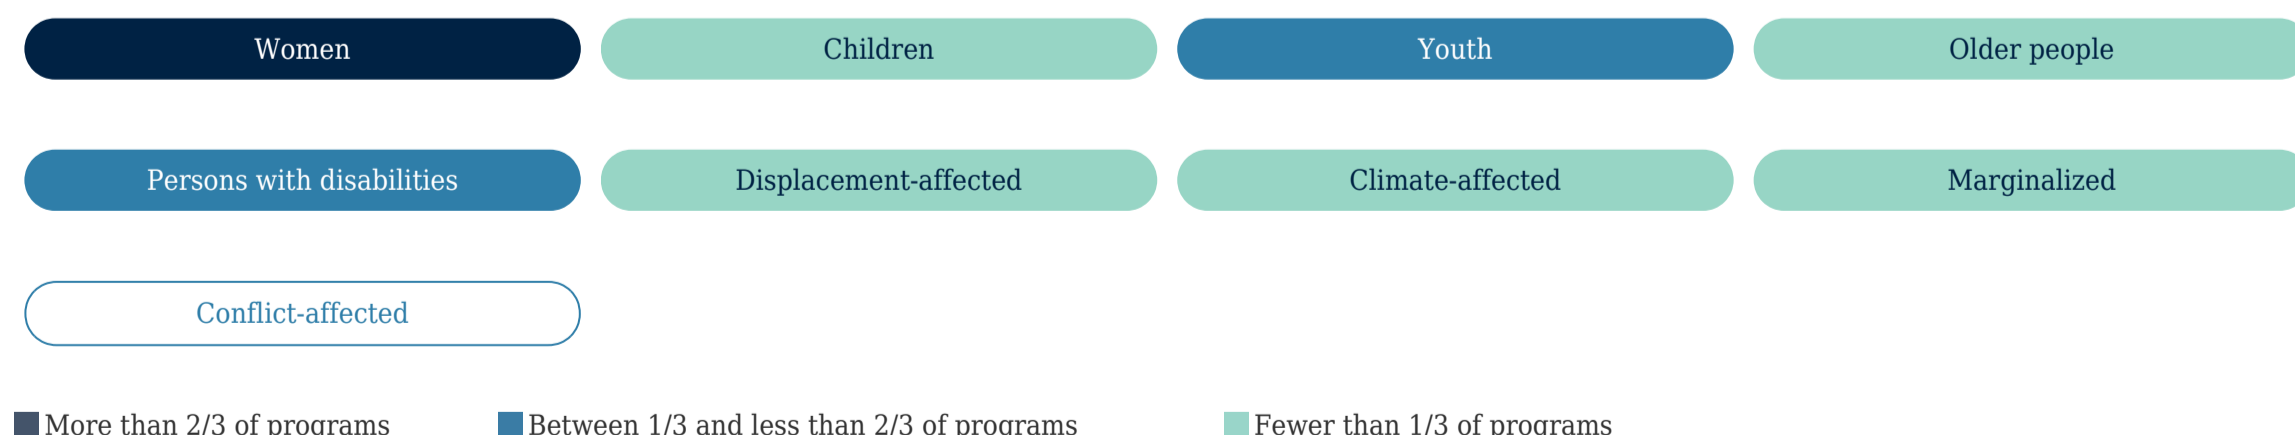 Women
Children
Youth
Older people
Persons with disabilities
Displacement-affected
Climate-affected
Marginalized
Conflict-affected
More than 2/3 of programs
Between 1/3 and less than 2/3 of programs
Fewer than 1/3 of programs